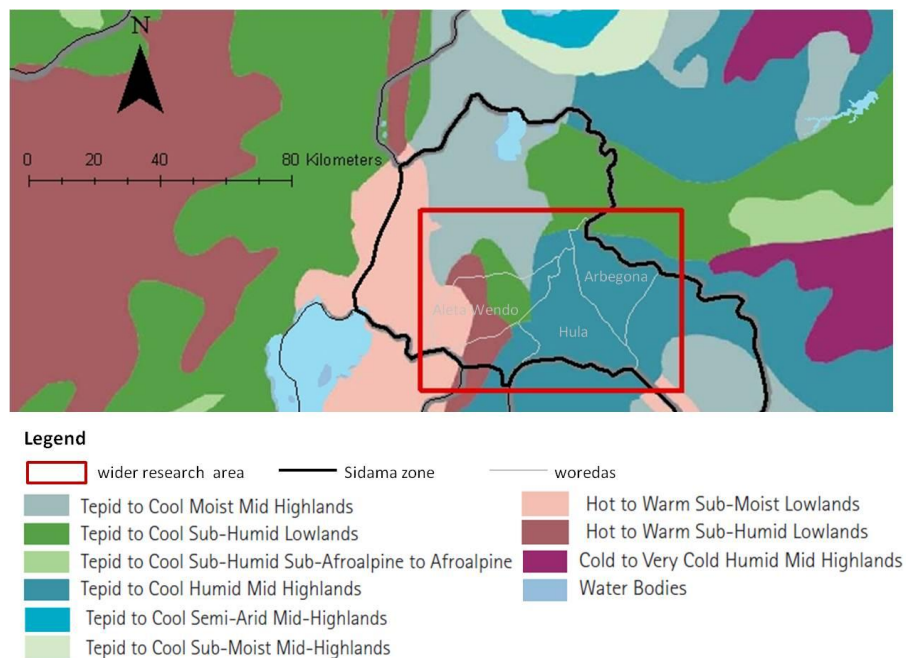 N
0 20 40 80 Kilometers
Arbegona
Aleta Wendo
Hula
Legend
wider research area Sidama zone woredas
Tepid to Cool Moist Mid Highlands
Tepid to Cool Sub-Humid Lowlands
Tepid to Cool Sub-Humid Sub-Afroalpine to Afroalpine
Tepid to Cool Humid Mid Highlands
Tepid to Cool Semi-Arid Mid-Highlands
Tepid to Cool Sub-Moist Mid-Highlands
Hot to Warm Sub-Moist Lowlands
Hot to Warm Sub-Humid Lowlands
Cold to Very Cold Humid Mid Highlands
Water Bodies